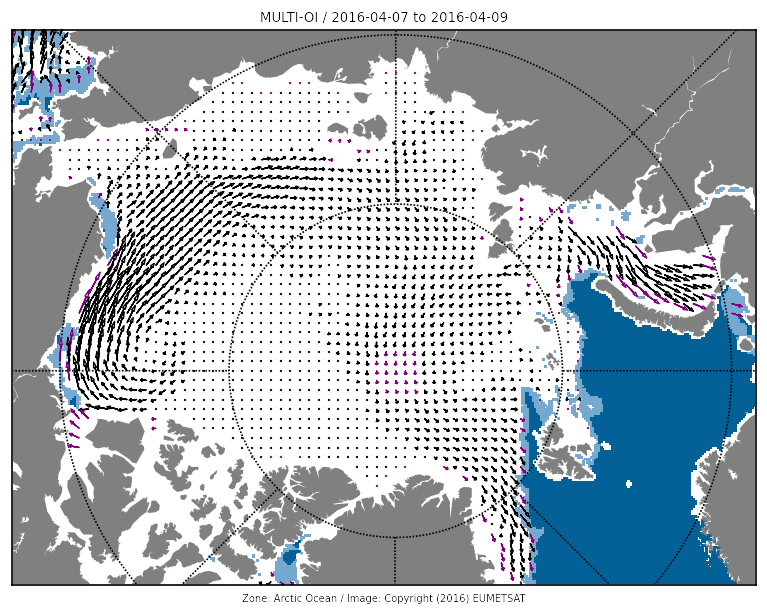 MULTI-OI / 2016-04-07 to 2016-04-09
Zone: Arctic Ocean / Image: Copyright (2016) EUMETSAT